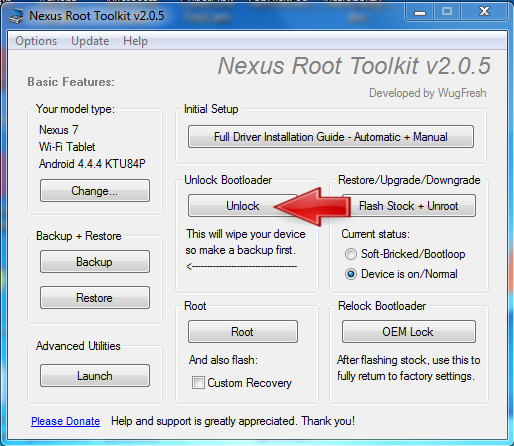 Nexus Root Toolkit v2.0.5
Options Update Help
Nexus Root Toolkit v2.0.5
Developed by WugFresh
Basic Features:
Your model type:
Nexus 7
Wi-Fi Tablet
Android 4.4.4 KTU84P
Change...
Initial Setup
Full Driver Installation Guide - Automatic + Manual
Unlock Bootloader
Unlock
This will wipe your device
so make a backup first.
<-----------------------------------
Restore/Upgrade/Downgrade
Flash Stock + Unroot
Current status:
Soft-Bricked/Bootloop
Device is on/Normal
Backup + Restore
Backup
Restore
Root
Root
And also flash:
Custom Recovery
Relock Bootloader
OEM Lock
After flashing stock, use this to
fully return to factory settings.
Advanced Utilities
Launch
Please Donate Help and support is greatly appreciated. Thank you!